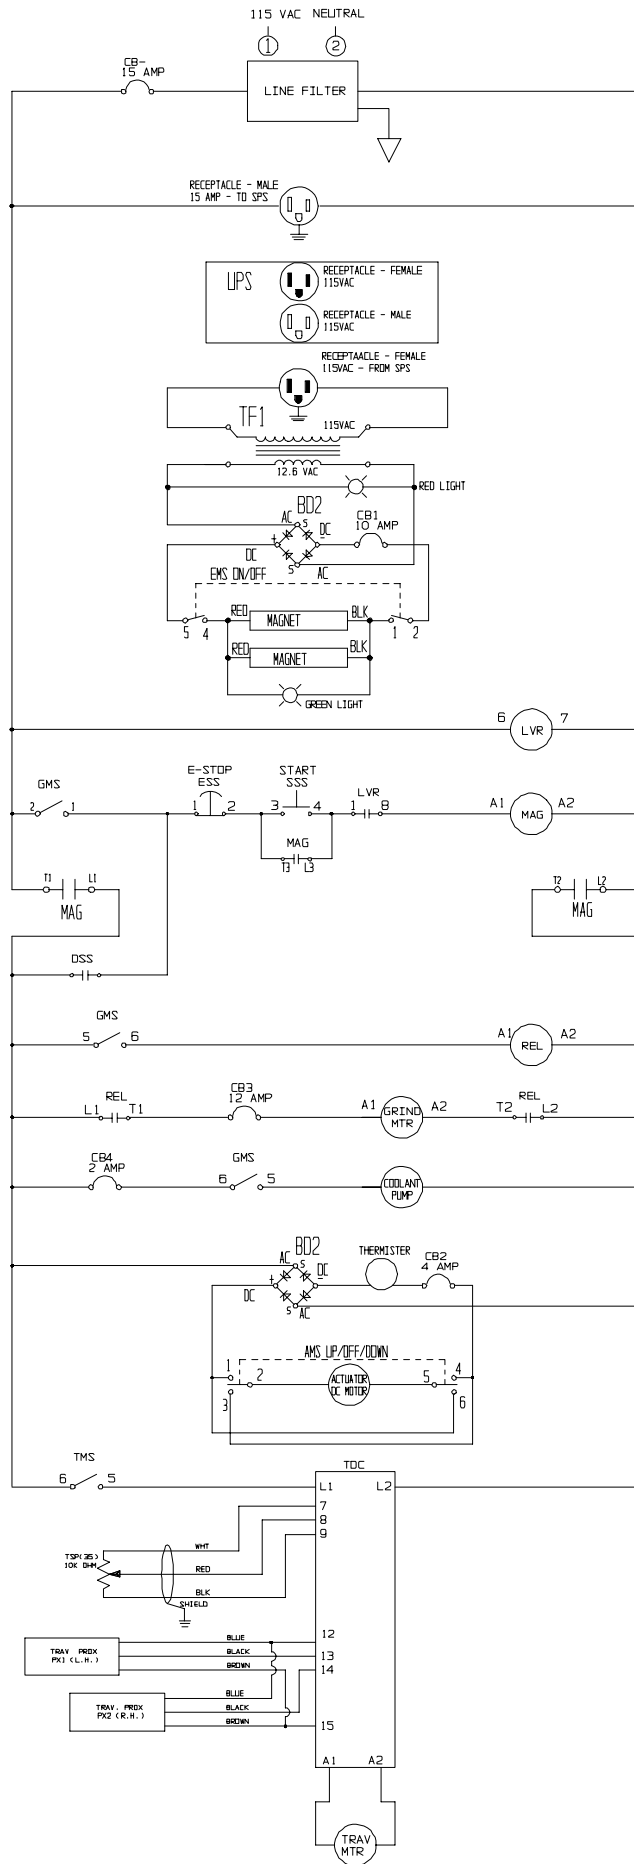 115 VAC NEUTRAL
1 2
CB-
15 AMP
LINE FILTER
RECEPTACLE - MALE
15 AMP - TO SPS
UPS
RECEPTACLE - FEMALE
115VAC
RECEPTACLE - MALE
115VAC
RECEPTAACLE - FEMALE
115VAC - FROM SPS
TF1
115VAC
12.6 VAC
RED LIGHT
BD2
CB1
10 AMP
AC S DC
+ -
DC S AC
EMS ON/OFF
RED MAGNET BLK
5 4 1 2
RED MAGNET BLK
GREEN LIGHT
6 LVR 7
GMS
2 1
E-STOP
ESS
1 2
START
SSS
3 4
LVR
1 8
A1 MAG A2
MAG
T3 L3
T1 L1
MAG
T2 L2
MAG
DSS
GMS
5 6
A1 REL A2
REL
L1 T1
CB3
12 AMP
A1 GRIND
MTR A2
REL
T2 L2
CB4
2 AMP
GMS
6 5
COOLANT
PUMP
BD2
AC S DC
+ -
DC S AC
THERMISTER
CB2
4 AMP
AMS UP/OFF/DOWN
1 2 3
ACTUATOR
DC MOTOR
5 4 6
TMS
6 5
TDC
L1 L2
7
8
9
WHT
TSP(35)
10K OHM
RED
BLK
SHIELD
BLUE 12
TRAV PROX
PX1 (L.H.)
BLACK 13
BROWN 14
BLUE
TRAV. PROX
PX2 (R.H.)
BLACK
BROWN 15
A1 A2
TRAV
MTR